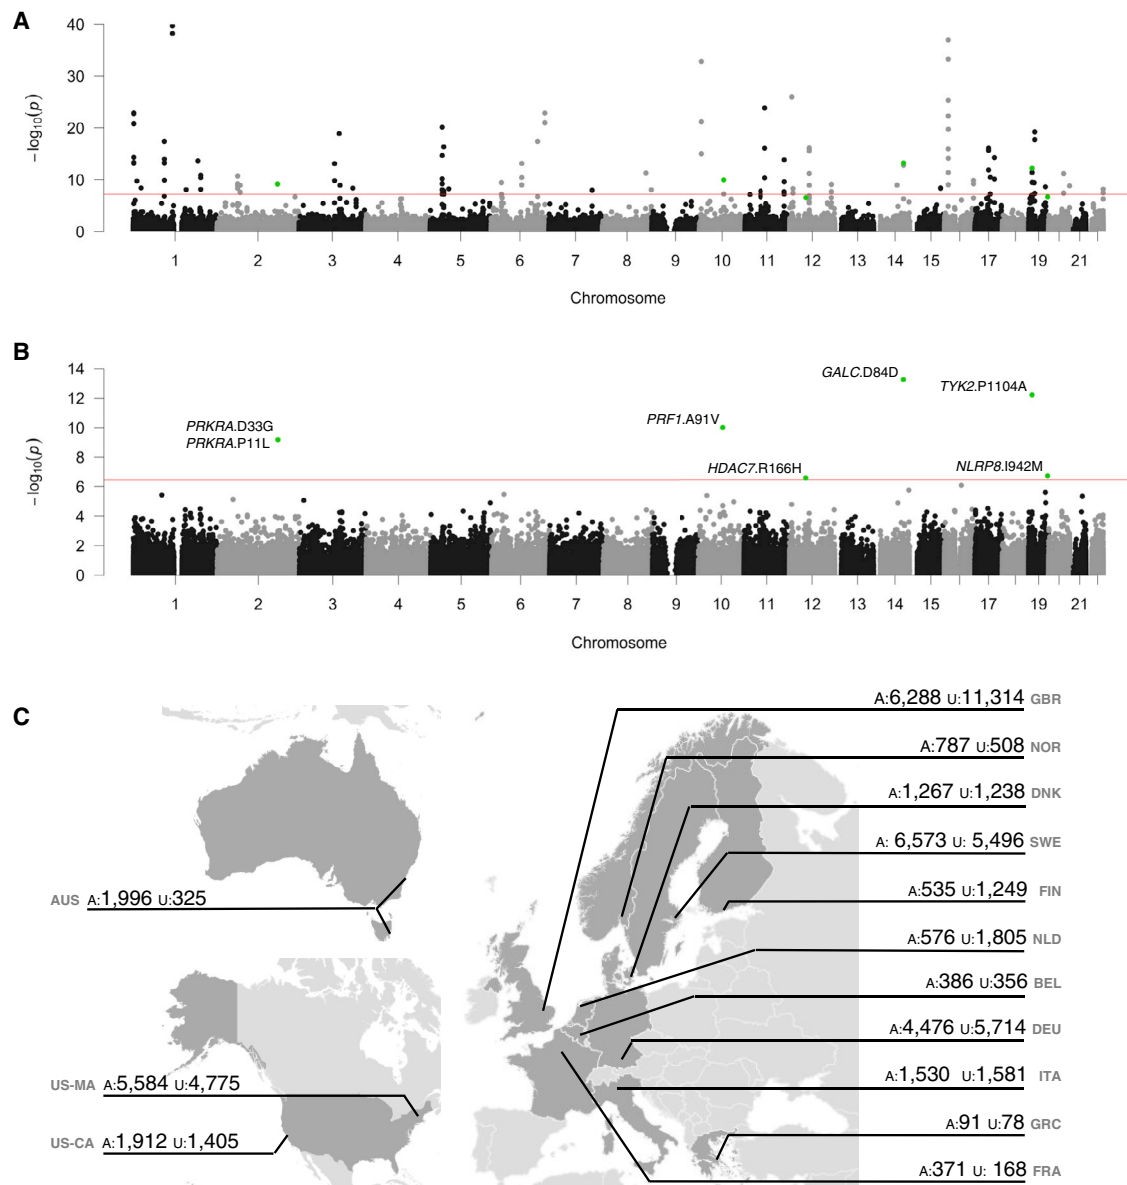 A
40
30
20
10
0
−log10(p)
1 2 3 4 5 6 7 8 9 10 11 12 13 14 15 17 19 21
Chromosome
B
14
12
10
8
6
4
2
0
−log10(p)
GALC.D84D
TYK2.P1104A
PRKRA.D33G
PRKRA.P11L
PRF1.A91V
HDAC7.R166H
NLRP8.I942M
1 2 3 4 5 6 7 8 9 10 11 12 13 14 15 17 19 21
Chromosome
C
AUS A:1,996 U:325
US-MA A:5,584 U:4,775
US-CA A:1,912 U:1,405
A:6,288 U:11,314 GBR
A:787 U:508 NOR
A:1,267 U:1,238 DNK
A: 6,573 U: 5,496 SWE
A:535 U:1,249 FIN
A:576 U:1,805 NLD
A:386 U:356 BEL
A:4,476 U:5,714 DEU
A:1,530 U:1,581 ITA
A:91 U:78 GRC
A:371 U: 168 FRA